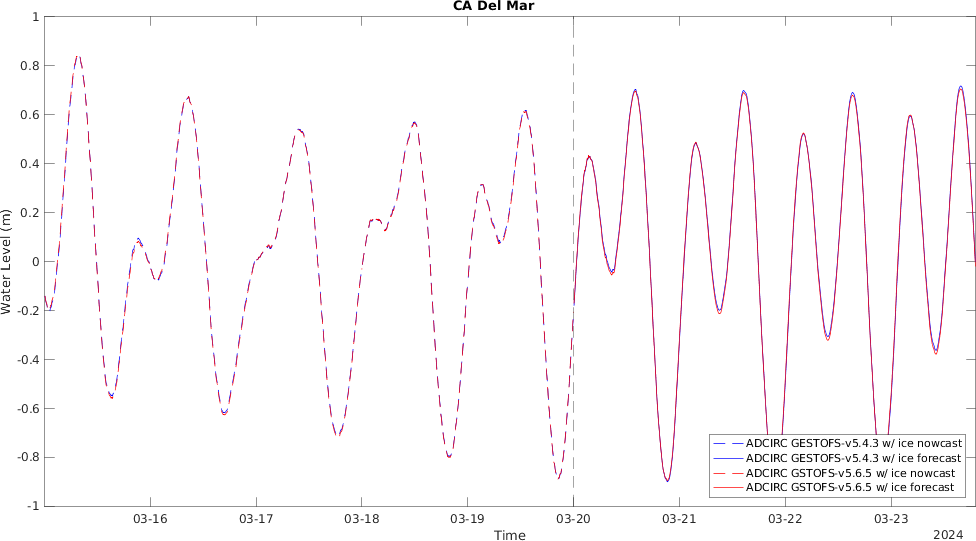 CA Del Mar
1
0.8
0.6
0.4
0.2
0
-0.2
-0.4
-0.6
-0.8
-1
Water Level (m)
ADCIRC GESTOFS-v5.4.3 w/ ice nowcast
ADCIRC GESTOFS-v5.4.3 w/ ice forecast
ADCIRC GSTOFS-v5.6.5 w/ ice nowcast
ADCIRC GSTOFS-v5.6.5 w/ ice forecast
03-16 03-17 03-18 03-19 03-20 03-21 03-22 03-23
Time
2024